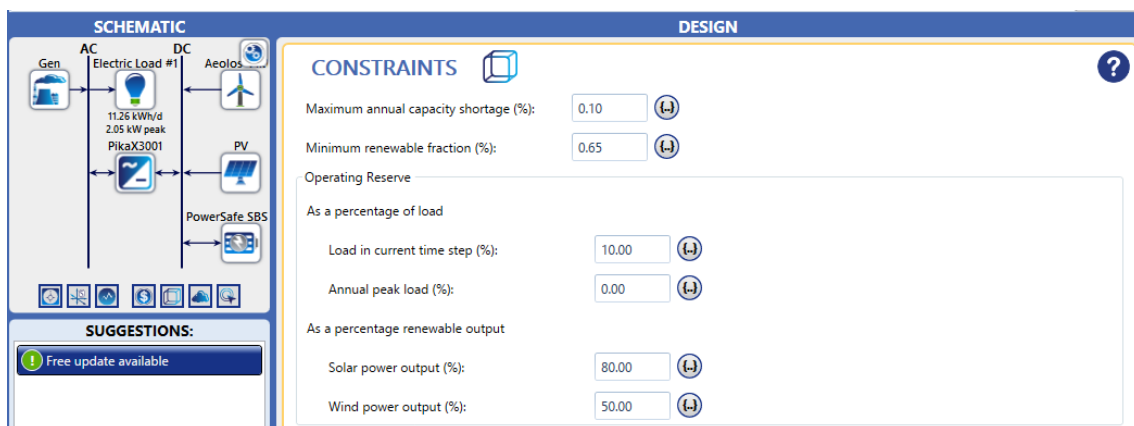 SCHEMATIC
AC DC
Gen Electric Load #1 Aeolos
11.26 kWh/d
2.05 kW peak
PikaX3001 PV
PowerSafe SBS
SUGGESTIONS:
! Free update available
DESIGN
CONSTRAINTS ?
Maximum annual capacity shortage (%): 0.10 {..}
Minimum renewable fraction (%): 0.65 {..}
Operating Reserve
As a percentage of load
Load in current time step (%): 10.00 {..}
Annual peak load (%): 0.00 {..}
As a percentage renewable output
Solar power output (%): 80.00 {..}
Wind power output (%): 50.00 {..}